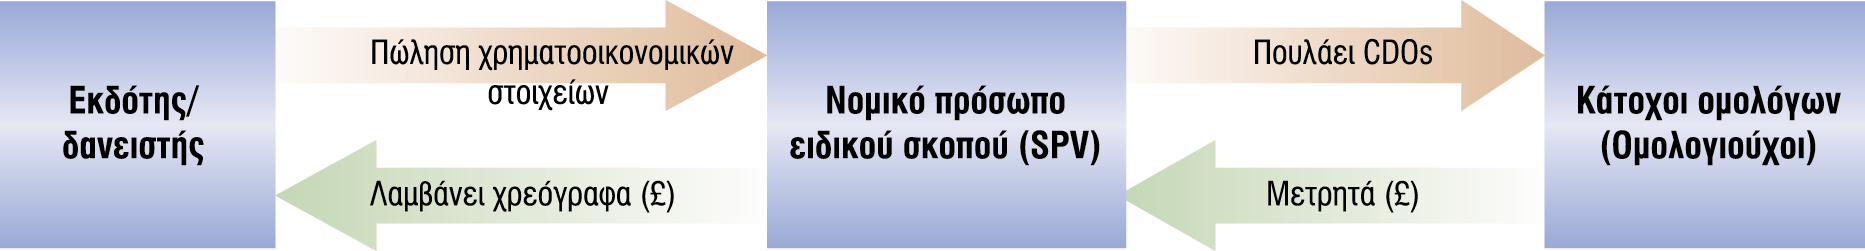 Εκδότης/
δανειστής
Πώληση χρηματοοικονομικών
στοιχείων
Λαμβάνει χρεόγραφα (£)
Νομικό πρόσωπο
ειδικού σκοπού (SPV)
Πουλάει CDOs
Μετρητά (£)
Κάτοχοι ομολόγων
(Ομολογιούχοι)